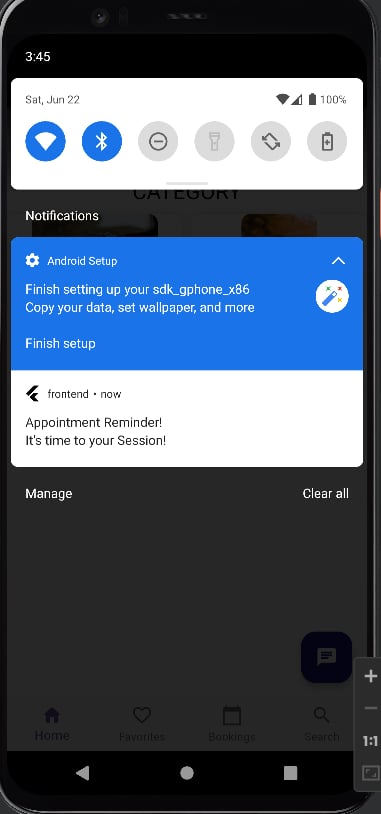 3:45
Sat, Jun 22
100%
CATEGORY
Notifications
Android Setup
Finish setting up your sdk_gphone_x86
Copy your data, set wallpaper, and more
Finish setup
frontend • now
Appointment Reminder!
It's time to your Session!
Manage
Clear all
Home
Favorites
Bookings
Search
1:1